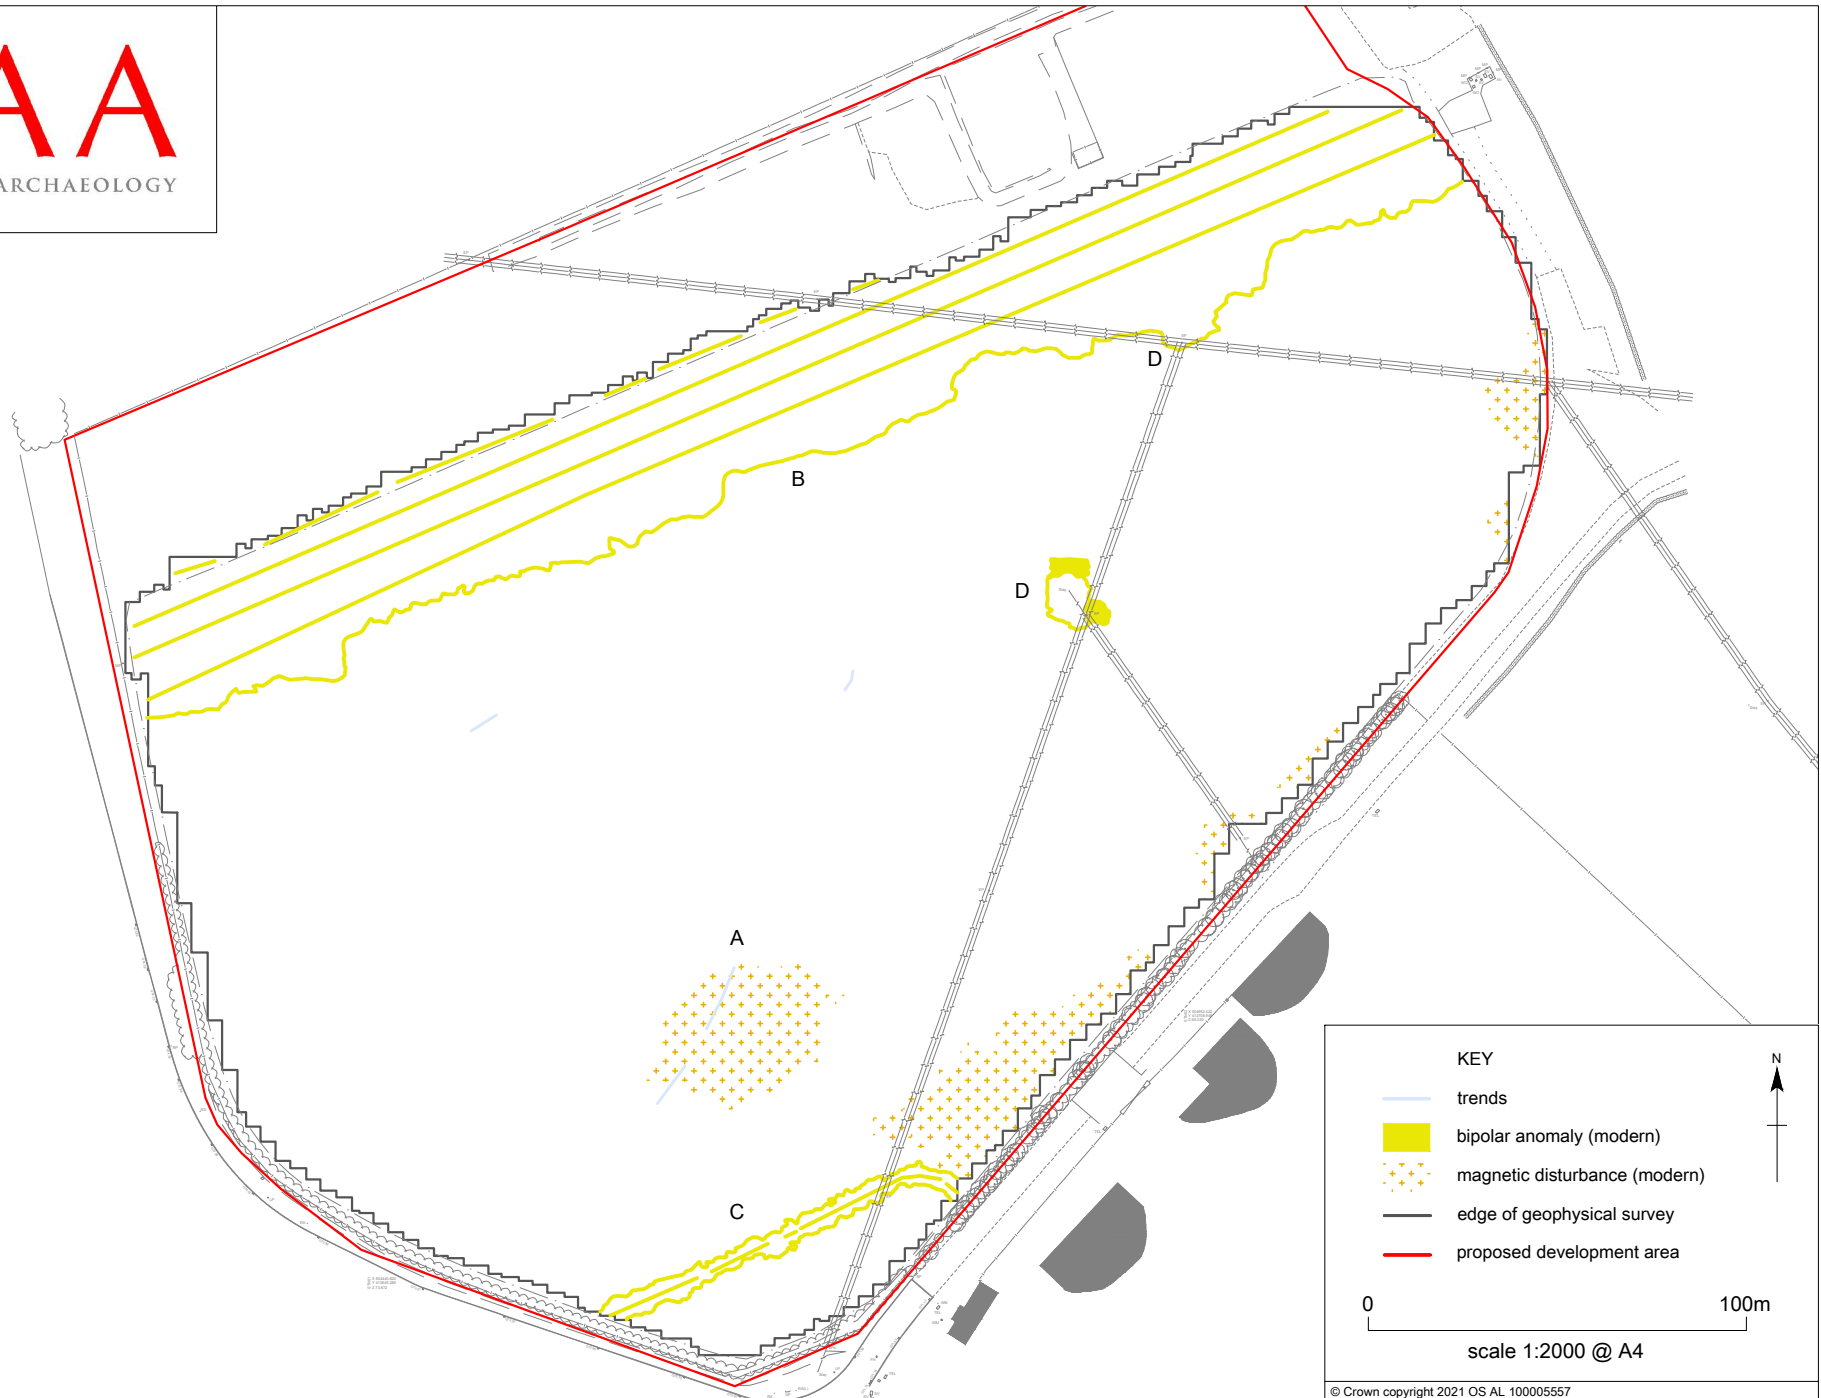 AA
ARCHAEOLOGY
D
B
D
A
C
KEY
N
trends
bipolar anomaly (modern)
magnetic disturbance (modern)
edge of geophysical survey
proposed development area
0 100m
scale 1:2000 @ A4
© Crown copyright 2021 OS AL 100005557